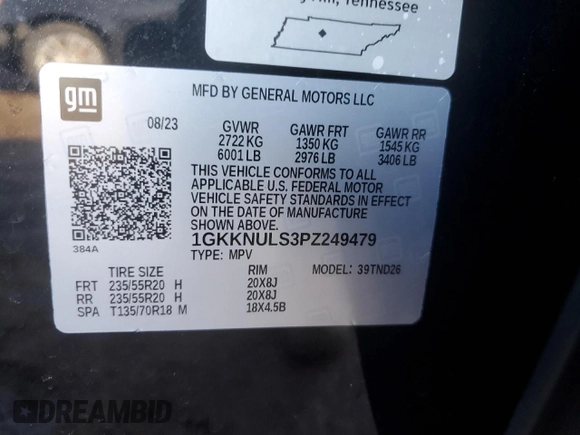 Hill, Tennessee
gm
MFD BY GENERAL MOTORS LLC
08/23 GVWR GAWR FRT GAWR RR
2722 KG 1350 KG 1545 KG
6001 LB 2976 LB 3406 LB
THIS VEHICLE CONFORMS TO ALL
APPLICABLE U.S. FEDERAL MOTOR
VEHICLE SAFETY STANDARDS IN EFFECT
ON THE DATE OF MANUFACTURE
SHOWN ABOVE.
384A
1GKKNULS3PZ249479
TYPE: MPV MODEL: 39TND26
TIRE SIZE RIM
FRT 235/55R20 H 20X8J
RR 235/55R20 H 20X8J
SPA T135/70R18 M 18X4.5B
DREAMBID